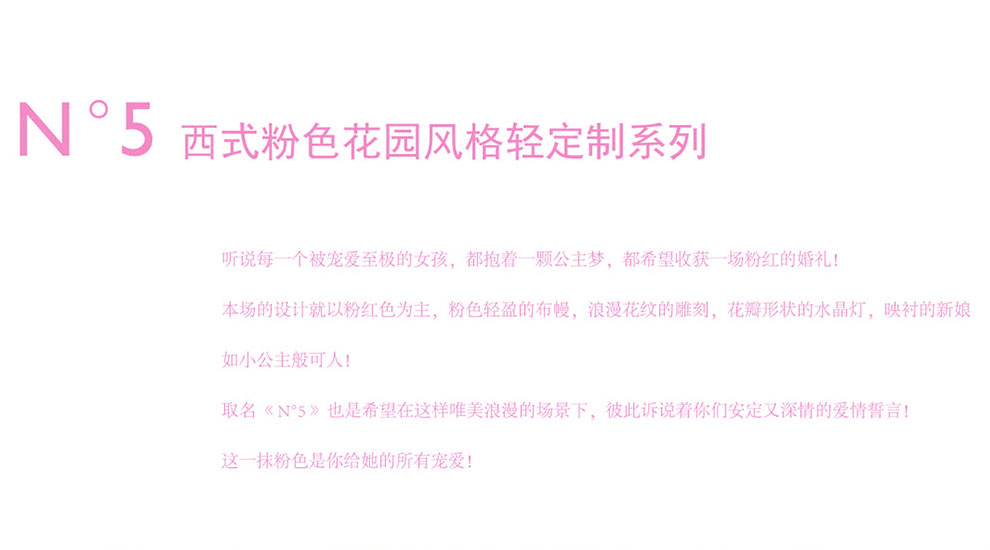 N°5 西式粉色花园风格轻定制系列
听说每一个被宠爱至极的女孩，都抱着一颗公主梦，都希望收获一场粉红的婚礼！
本场的设计就以粉红色为主，粉色轻盈的布幔，浪漫花纹的雕刻，花瓣形状的水晶灯，映衬的新娘
如小公主般可人！
取名《N°5》也是希望在这样唯美浪漫的场景下，彼此诉说着你们安定又深情的爱情誓言！
这一抹粉色是你给她的所有宠爱！